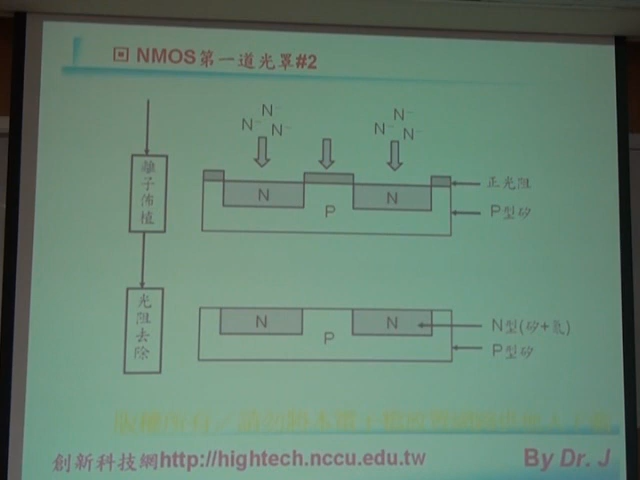 NMOS第一道光罩#2
N⁻ N⁻ N⁻
N⁻ N⁻ N⁻
離子佈植
N
P
N
正光阻
P型矽
光阻去除
N
P
N
N型(矽+氮)
P型矽
創新科技網http://hightech.nccu.edu.tw
By Dr. J